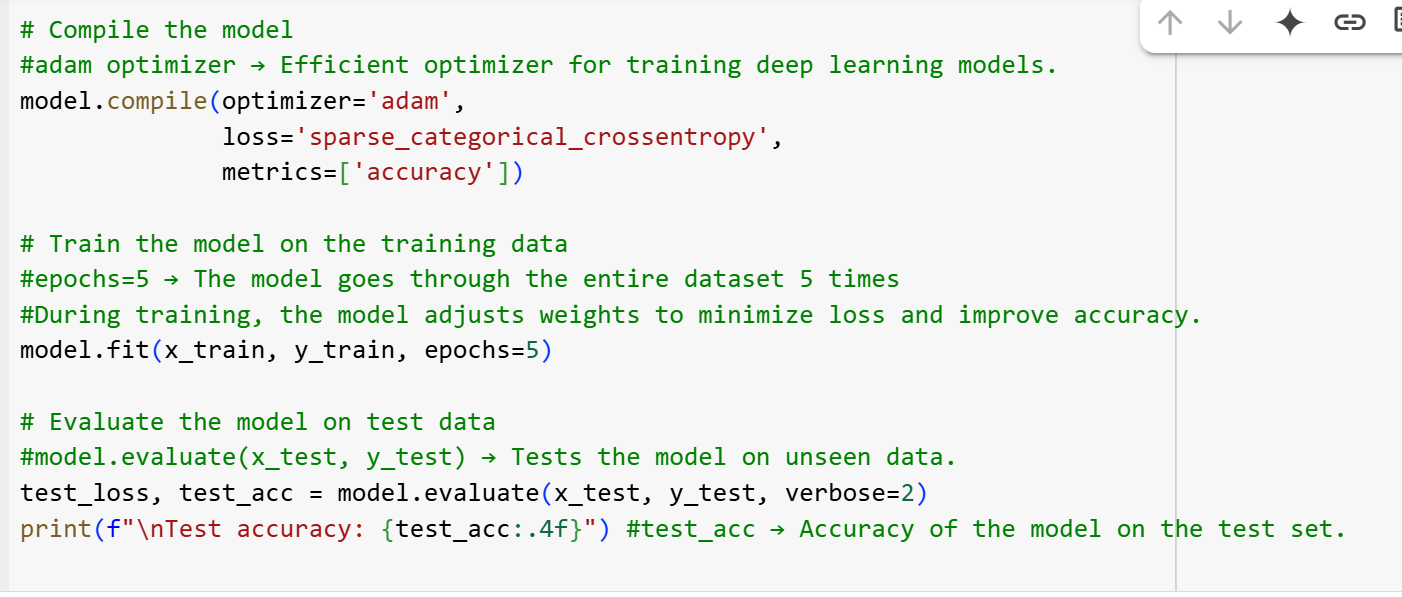 # Compile the model
#adam optimizer → Efficient optimizer for training deep learning models.
model.compile(optimizer='adam',
              loss='sparse_categorical_crossentropy',
              metrics=['accuracy'])
# Train the model on the training data
#epochs=5 → The model goes through the entire dataset 5 times
#During training, the model adjusts weights to minimize loss and improve accuracy.
model.fit(x_train, y_train, epochs=5)
# Evaluate the model on test data
#model.evaluate(x_test, y_test) → Tests the model on unseen data.
test_loss, test_acc = model.evaluate(x_test, y_test, verbose=2)
print(f"\nTest accuracy: {test_acc:.4f}") #test_acc → Accuracy of the model on the test set.